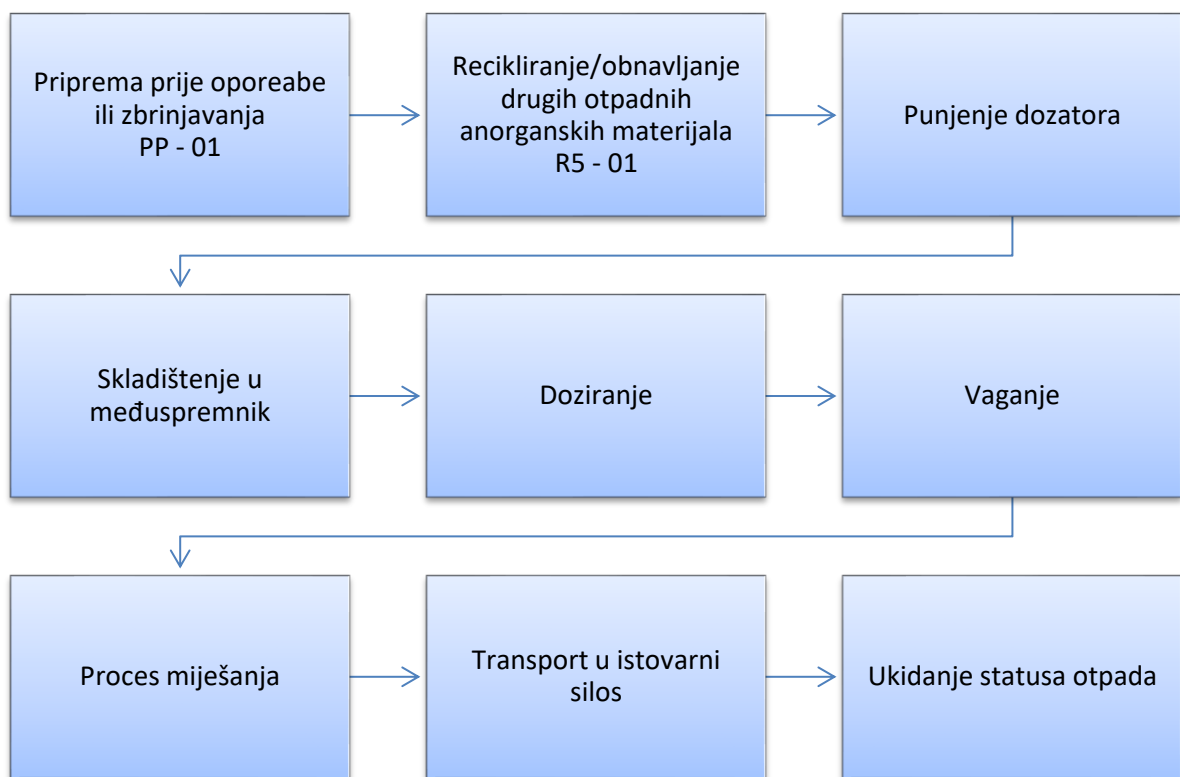 Priprema prije oporeabe
ili zbrinjavanja
PP - 01
Recikliranje/obnavljanje
drugih otpadnih
anorganskih materijala
R5 - 01
Punjenje dozatora
Skladištenje u
međuspremnik
Doziranje
Vaganje
Proces miješanja
Transport u istovarni
silos
Ukidanje statusa otpada